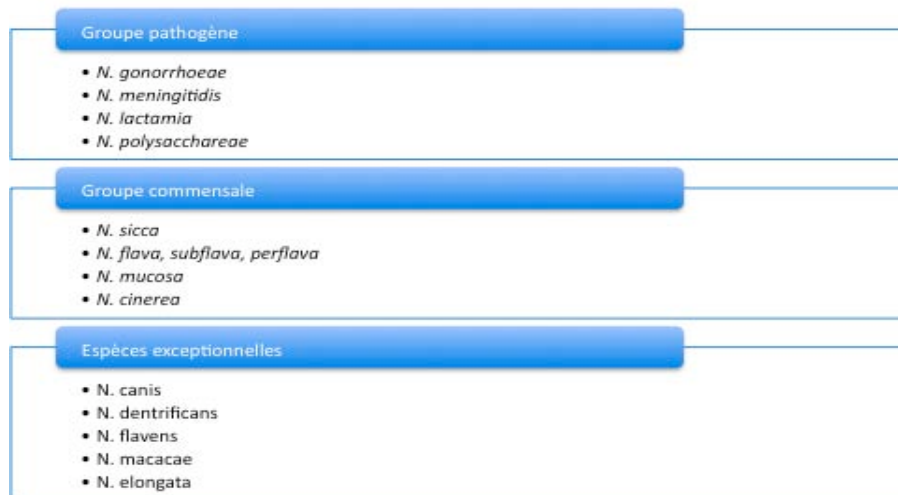 Groupe pathogène
• N. gonorrhoeae
• N. meningitidis
• N. lactamia
• N. polysacchareae
Groupe commensale
• N. sicca
• N. flava, subflava, perflava
• N. mucosa
• N. cinerea
Espèces exceptionnelles
• N. canis
• N. dentrificans
• N. flavens
• N. macacae
• N. elongata